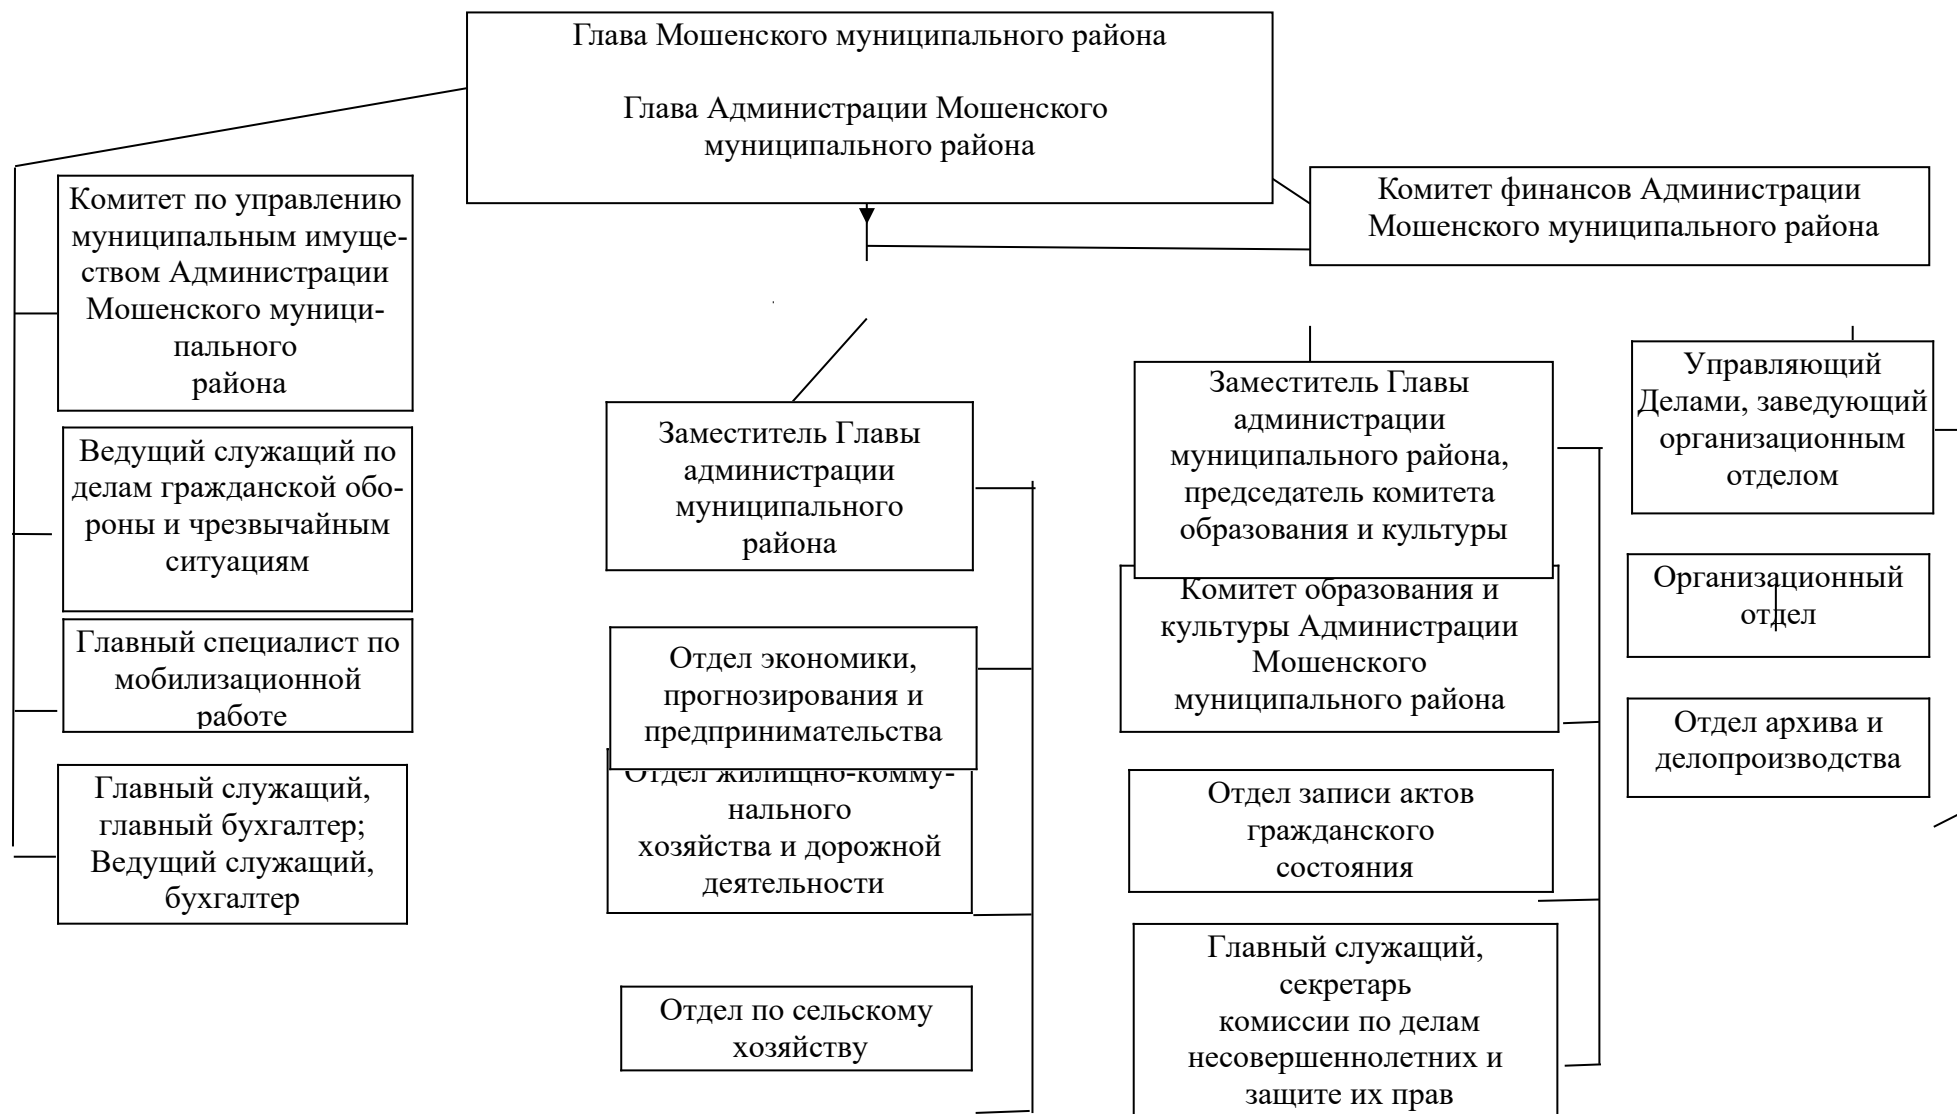 Глава Мошенского муниципального района
Глава Администрации Мошенского
муниципального района
Комитет финансов Администрации
Мошенского муниципального района
Комитет по управлению
муниципальным имуще-
ством Администрации
Мошенского муници-
пального
района
Ведущий служащий по
делам гражданской обо-
роны и чрезвычайным
ситуациям
Главный специалист по
мобилизационной
работе
Главный служащий,
главный бухгалтер;
Ведущий служащий,
бухгалтер
Заместитель Главы
администрации
муниципального
района
Отдел экономики,
прогнозирования и
предпринимательства
Отдел жилищно-комму-
нального
хозяйства и дорожной
деятельности
Отдел по сельскому
хозяйству
Заместитель Главы
администрации
муниципального района,
председатель комитета
образования и культуры
Комитет образования и
культуры Администрации
Мошенского
муниципального района
Отдел записи актов
гражданского
состояния
Главный служащий,
секретарь
комиссии по делам
несовершеннолетних и
защите их прав
Управляющий
Делами, заведующий
организационным
отделом
Организационный
отдел
Отдел архива и
делопроизводства